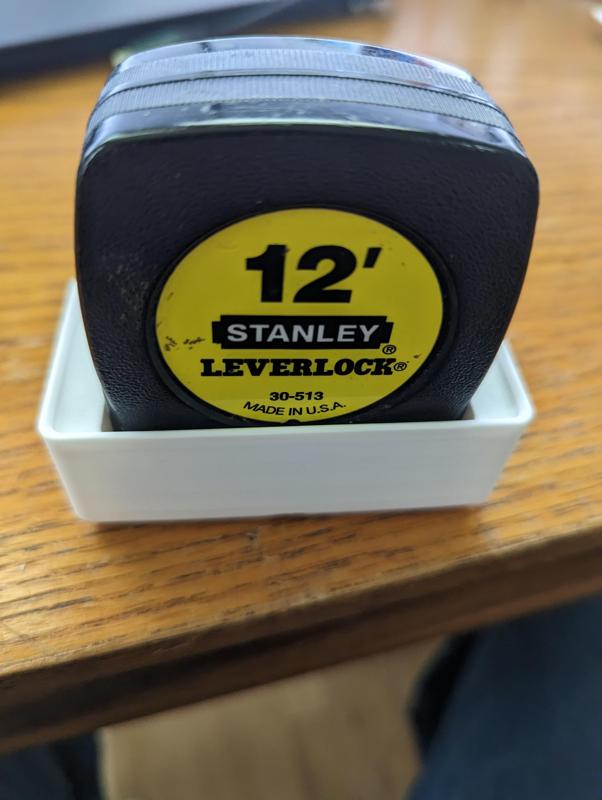 12'
STANLEY®
LEVERLOCK®
30-513
MADE IN U.S.A.